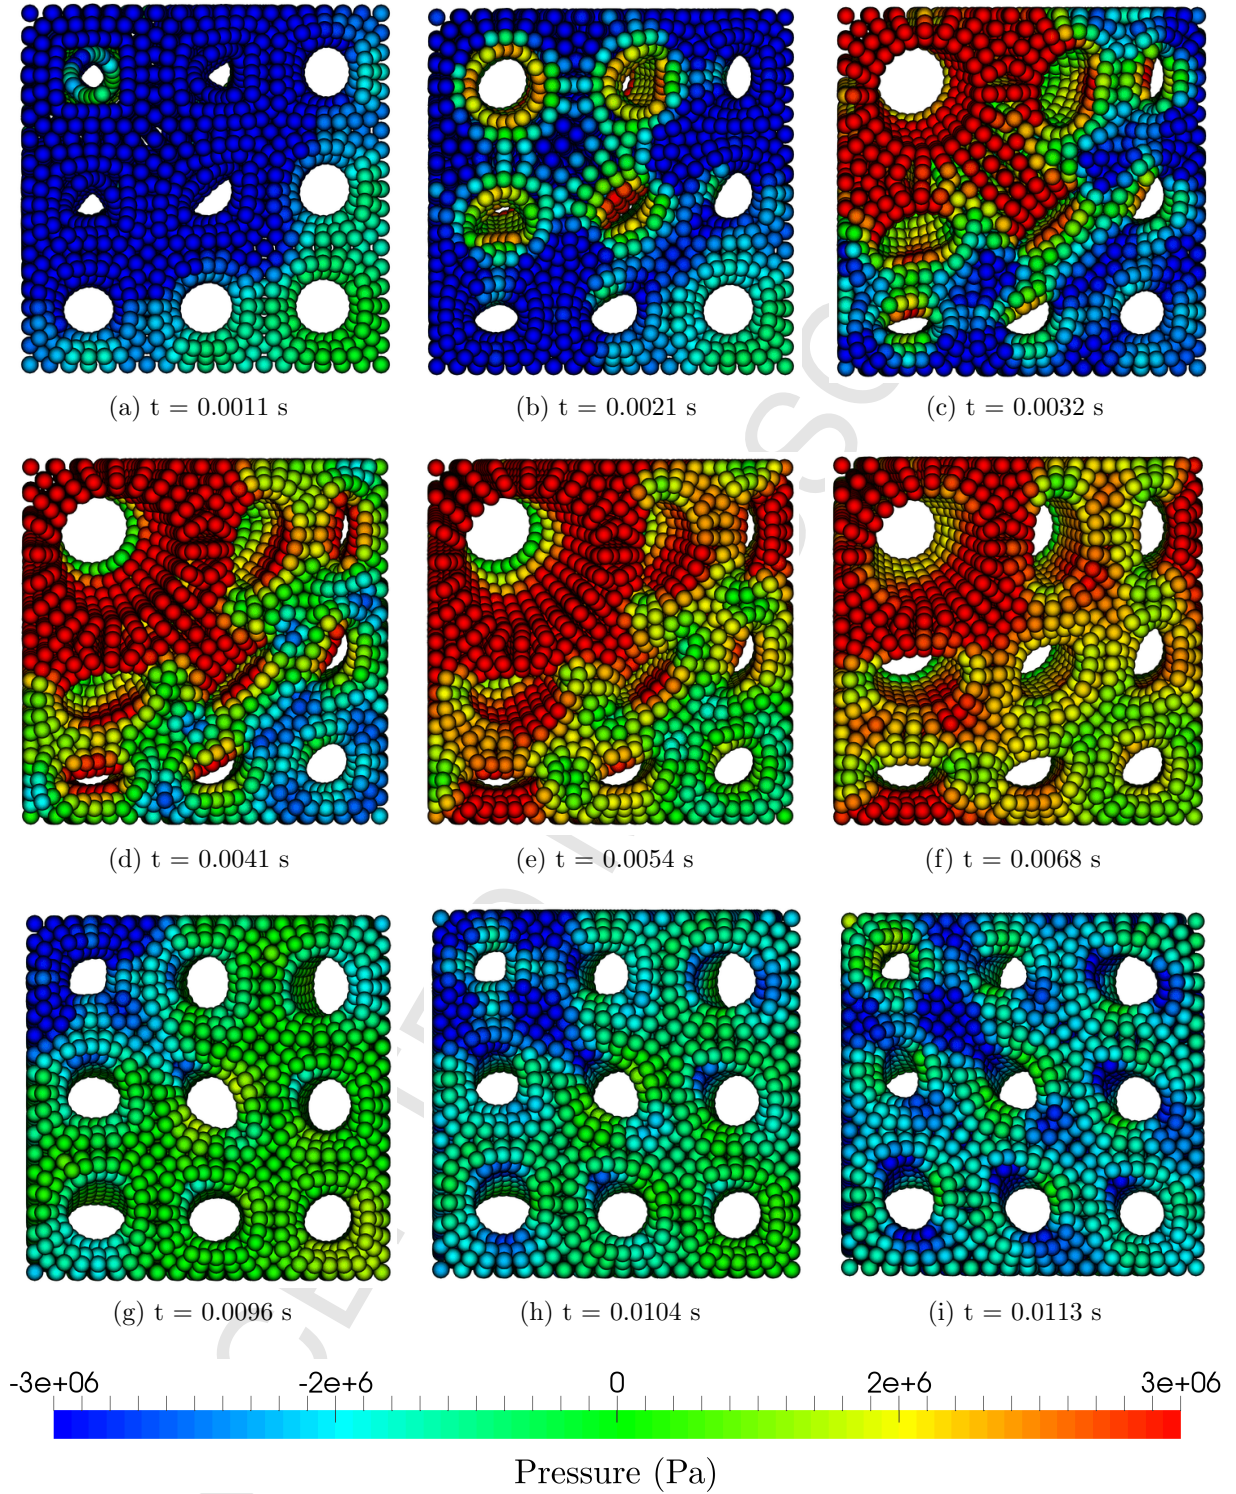 (a) t = 0.0011 s (b) t = 0.0021 s (c) t = 0.0032 s
(d) t = 0.0041 s (e) t = 0.0054 s (f) t = 0.0068 s
(g) t = 0.0096 s (h) t = 0.0104 s (i) t = 0.0113 s
-3e+06 -2e+6 0 2e+6 3e+06
Pressure (Pa)